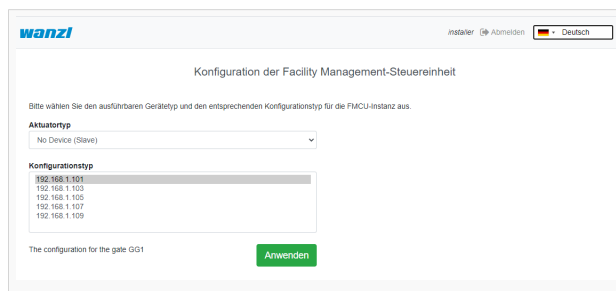 wanzl
installer Abmelden Deutsch
Konfiguration der Facility Management-Steuereinheit
Bitte wählen Sie den ausführbaren Gerätetyp und den entsprechenden Konfigurationstyp für die FMCU-Instanz aus.
Aktuatortyp
No Device (Slave)
Konfigurationstyp
192.168.1.101
192.168.1.103
192.168.1.105
192.168.1.107
192.168.1.109
The configuration for the gate GG1
Anwenden